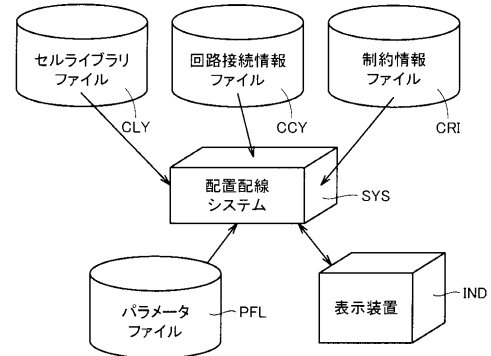 セルライブラリ
ファイル
回路接続情報
ファイル
制約情報
ファイル
CLY
CCY
CRI
配置配線
システム
SYS
パラメータ
ファイル
PFL
表示装置
IND